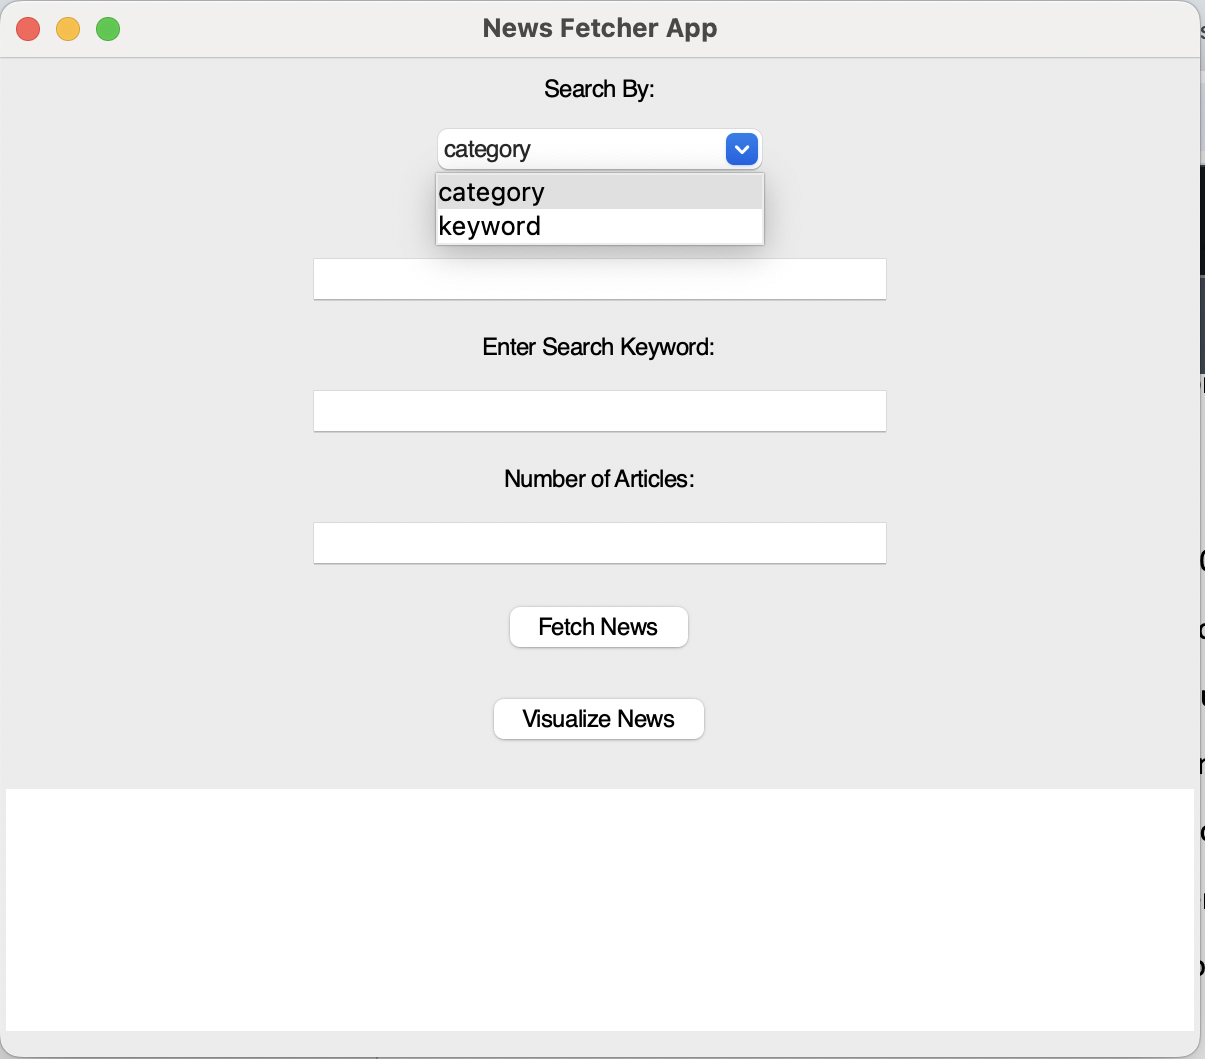 News Fetcher App
Search By:
category
category
keyword
Enter Search Keyword:
Number of Articles:
Fetch News
Visualize News